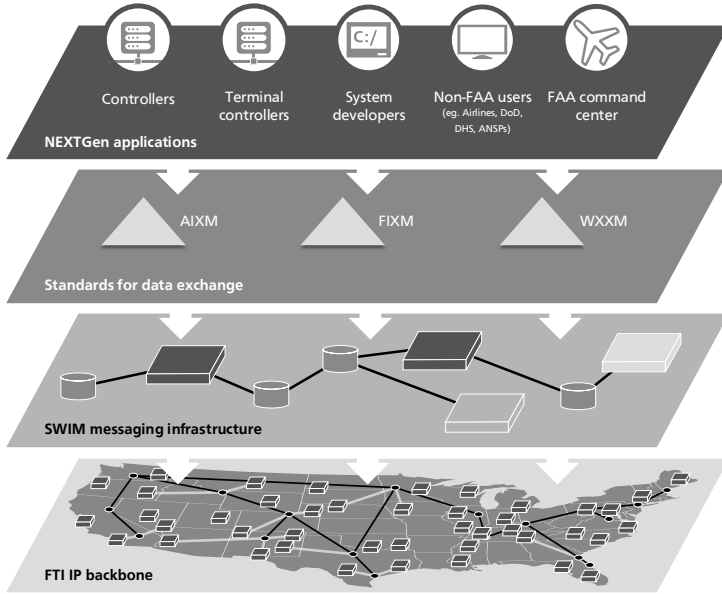 C:/
Controllers
Terminal
controllers
System
developers
Non-FAA users
(eg. Airlines, DoD,
DHS, ANSPs)
FAA command
center
NEXTGen applications
AIXM
FIXM
WXXM
Standards for data exchange
SWIM messaging infrastructure
FTI IP backbone